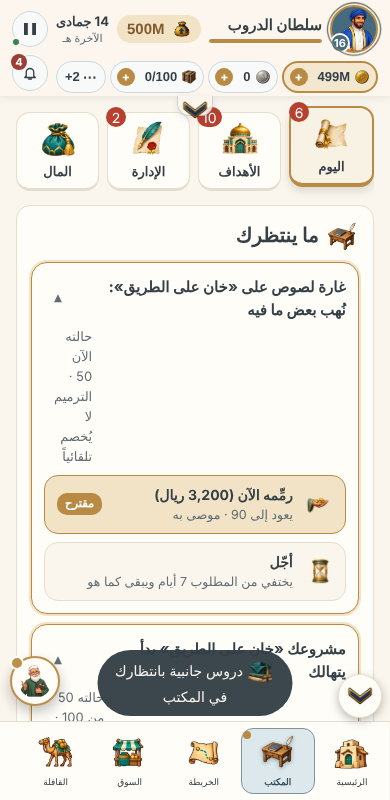 سلطان الدروب
16
500M
14 جمادى
الآخرة هـ
499M +
0 +
0/100 +
+2 ···
4
اليوم
6
الأهداف
10
الإدارة
2
المال
ما ينتظرك
غارة لصوص على «خان على الطريق»:
نُهب بعض ما فيه
▲
حالته
الآن
50 ·
الترميم
لا
يُخصم
تلقائياً
رمِّمه الآن (3,200 ريال)
يعود إلى 90 · موصى به
مقترح
أجّل
يختفي من المطلوب 7 أيام ويبقى كما هو
مشروعك «خان على الطريق» بدأ
يتهالك
▲
حالته 50
من 100 ·
دروس جانبية بانتظارك
في المكتب
الرئيسية
المكتب
الخريطة
السوق
القافلة